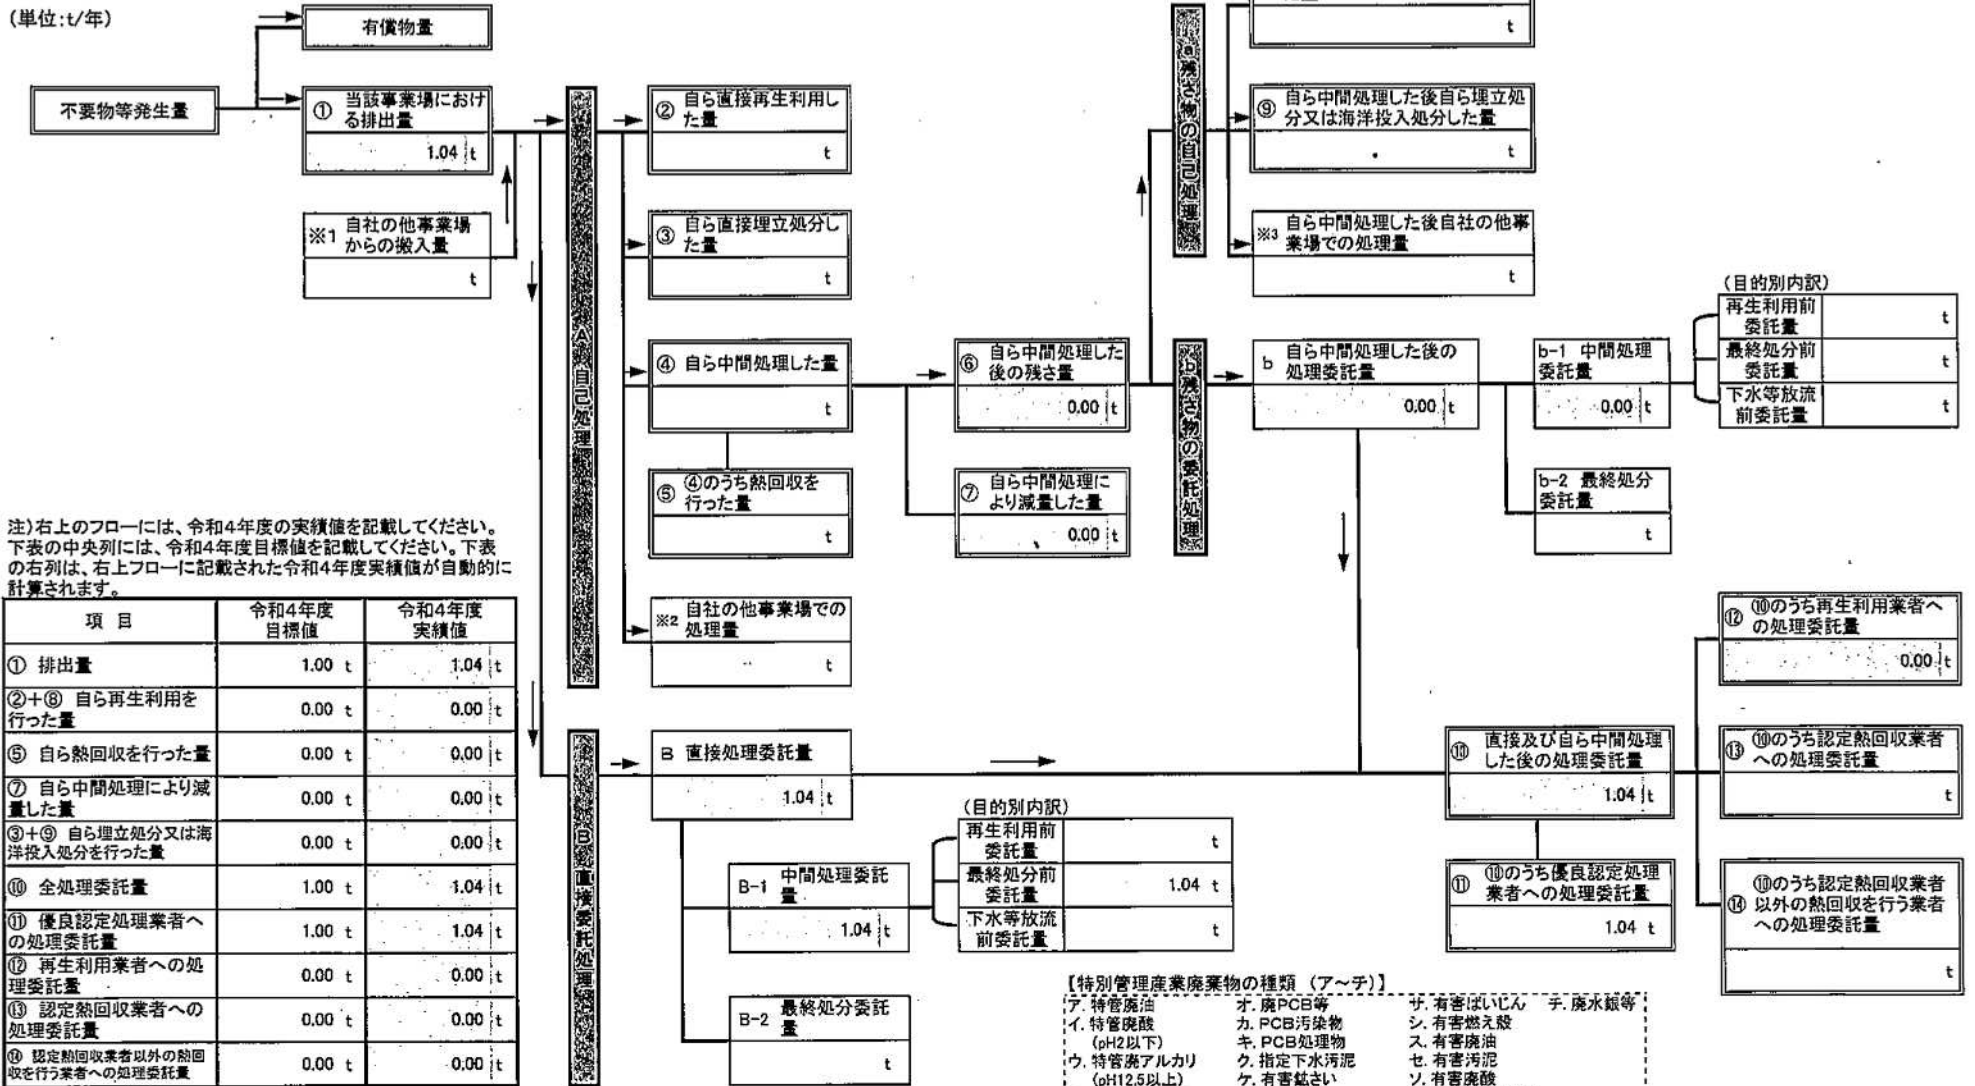 (単位:t/年)
有償物量
不要物等発生量
① 当該事業場におけ
る排出量
1.04 t
※1 自社の他事業場
からの搬入量
t
A 自己処理
② 自ら直接再生利用し
た量
t
③ 自ら直接埋立処分し
た量
t
④ 自ら中間処理した量
t
⑤ ④のうち熱回収を
行った量
t
※2 自社の他事業場での
処理量
t
⑥ 自ら中間処理した
後の残さ量
0.00 t
⑦ 自ら中間処理に
より減量した量
0.00 t
a 残さ物の自己処理
t
⑨ 自ら中間処理した後自ら埋立処
分又は海洋投入処分した量
t
※3 自ら中間処理した後自社の他事
業場での処理量
t
b残さ物の委託処理
b 自ら中間処理した後の
処理委託量
0.00 t
b-1 中間処理
委託量
0.00 t
b-2 最終処分
委託量
t
(目的別内訳)
再生利用前
委託量 t
最終処分前
委託量 t
下水等放流
前委託量 t
注)右上のフローには、令和4年度の実績値を記載してください。
下表の中央列には、令和4年度目標値を記載してください。下表
の右列は、右上フローに記載された令和4年度実績値が自動的に
計算されます。
項 目 令和4年度
目標値 令和4年度
実績値
① 排出量 1.00 t 1.04 t
②+⑧ 自ら再生利用を
行った量 0.00 t 0.00 t
⑤ 自ら熱回収を行った量 0.00 t 0.00 t
⑦ 自ら中間処理により減
量した量 0.00 t 0.00 t
③+⑨ 自ら埋立処分又は海
洋投入処分を行った量 0.00 t 0.00 t
⑩ 全処理委託量 1.00 t 1.04 t
⑪ 優良認定処理業者へ
の処理委託量 1.00 t 1.04 t
⑫ 再生利用業者への処
理委託量 0.00 t 0.00 t
⑬ 認定熱回収業者への
処理委託量 0.00 t 0.00 t
⑭ 認定熱回収業者以外の熱回
収を行う業者への処理委託量 0.00 t 0.00 t
B 直接委託処理
B 直接処理委託量
1.04 t
B-1 中間処理委託
量
1.04 t
B-2 最終処分委託
量
t
(目的別内訳)
再生利用前
委託量 t
最終処分前
委託量 1.04 t
下水等放流
前委託量 t
⑩ 直接及び自ら中間処理
した後の処理委託量
1.04 t
⑪ ⑩のうち優良認定処理
業者への処理委託量
1.04 t
⑫ ⑩のうち再生利用業者へ
の処理委託量
0.00 t
⑬ ⑩のうち認定熱回収業者
への処理委託量
t
⑭ ⑩のうち認定熱回収業者
以外の熱回収を行う業者
への処理委託量
t
【特別管理産業廃棄物の種類 (ア~チ)】
ア. 特管廃油 オ. 廃PCB等 サ. 有害ばいじん チ. 廃水銀等
イ. 特管廃酸 カ. PCB汚染物 シ. 有害燃え殻
(pH2以下) キ. PCB処理物 ス. 有害廃油
ウ. 特管廃アルカリ ク. 指定下水汚泥 セ. 有害汚泥
(pH12.5以上) ケ. 有害鉱さい ソ. 有害廃酸